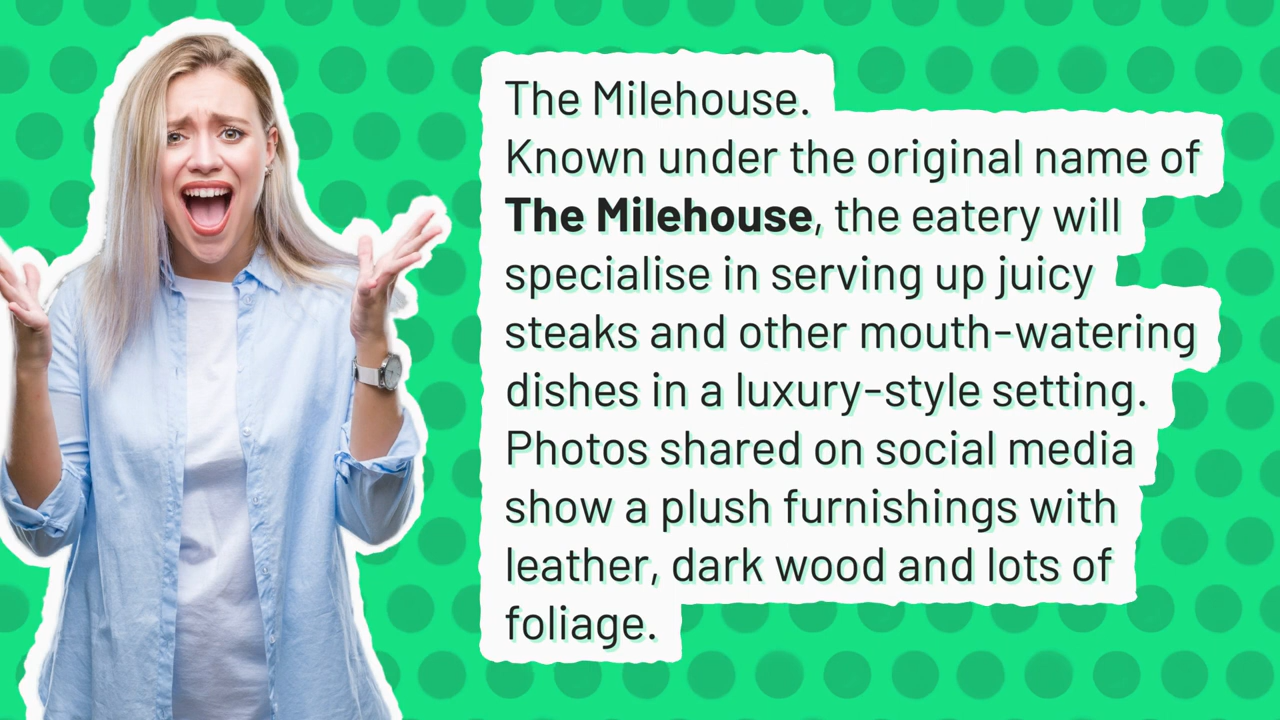 The Milehouse.
Known under the original name of
The Milehouse, the eatery will
specialise in serving up juicy
steaks and other mouth-watering
dishes in a luxury-style setting.
Photos shared on social media
show a plush furnishings with
leather, dark wood and lots of
foliage.